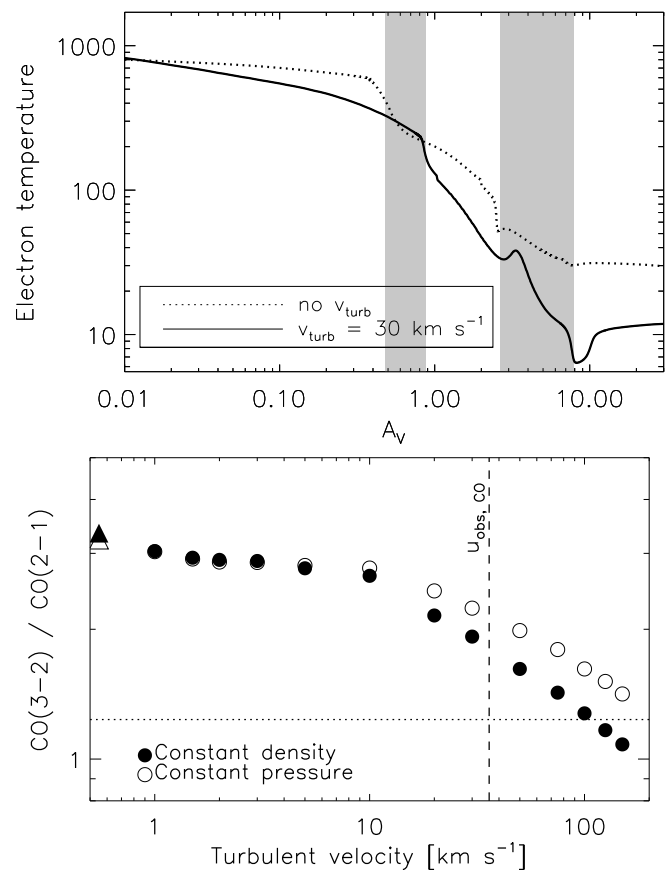 Electron temperature
1000
100
10
no v_turb
v_turb = 30 km s⁻¹
0.01 0.10 1.00 10.00
A_V
CO(3−2) / CO(2−1)
u_obs, CO
1
Constant density
Constant pressure
1 10 100
Turbulent velocity [km s⁻¹]